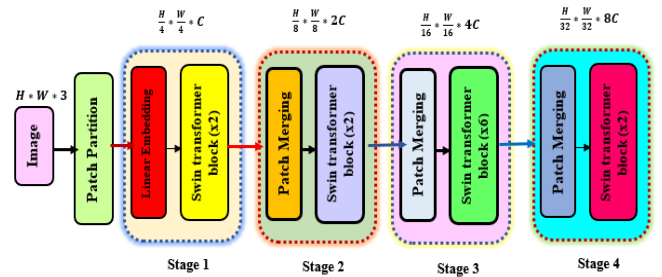 H/4 * W/4 * C
H/8 * W/8 * 2C
H/16 * W/16 * 4C
H/32 * W/32 * 8C
H * W * 3
Image
Patch Partition
Linear Embedding
Swin transformer
block (x2)
Patch Merging
Swin transformer
block (x2)
Patch Merging
Swin transformer
block (x6)
Patch Merging
Swin transformer
block (x2)
Stage 1
Stage 2
Stage 3
Stage 4